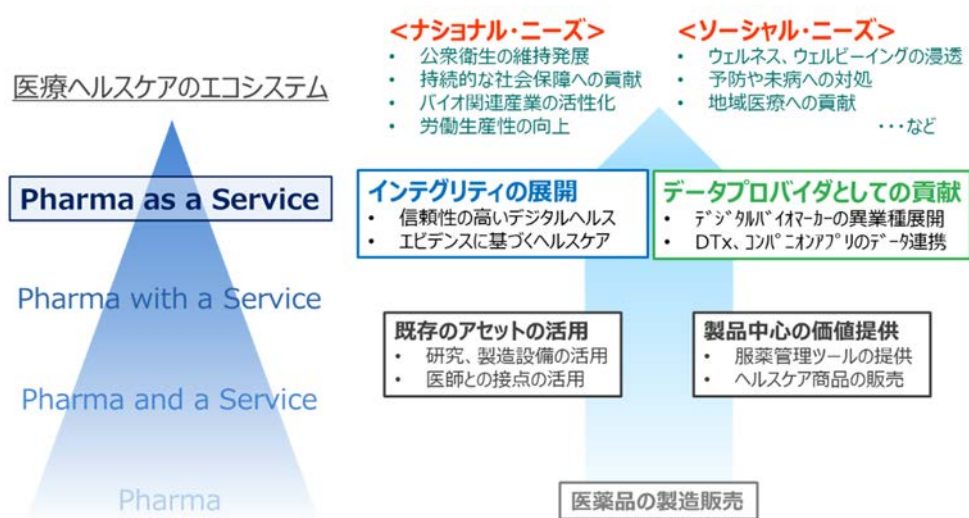 <ナショナル・ニーズ>
• 公衆衛生の維持発展
• 持続的な社会保障への貢献
• バイオ関連産業の活性化
• 労働生産性の向上
<ソーシャル・ニーズ>
• ウェルネス、ウェルビーイングの浸透
• 予防や未病への対処
• 地域医療への貢献
・・・など
医療ヘルスケアのエコシステム
Pharma as a Service
Pharma with a Service
Pharma and a Service
Pharma
インテグリティの展開
• 信頼性の高いデジタルヘルス
• エビデンスに基づくヘルスケア
データプロバイダとしての貢献
• デジタルバイオマーカーの異業種展開
• DTx、コンパニオンアプリのデータ連携
既存のアセットの活用
• 研究、製造設備の活用
• 医師との接点の活用
製品中心の価値提供
• 服薬管理ツールの提供
• ヘルスケア商品の販売
医薬品の製造販売